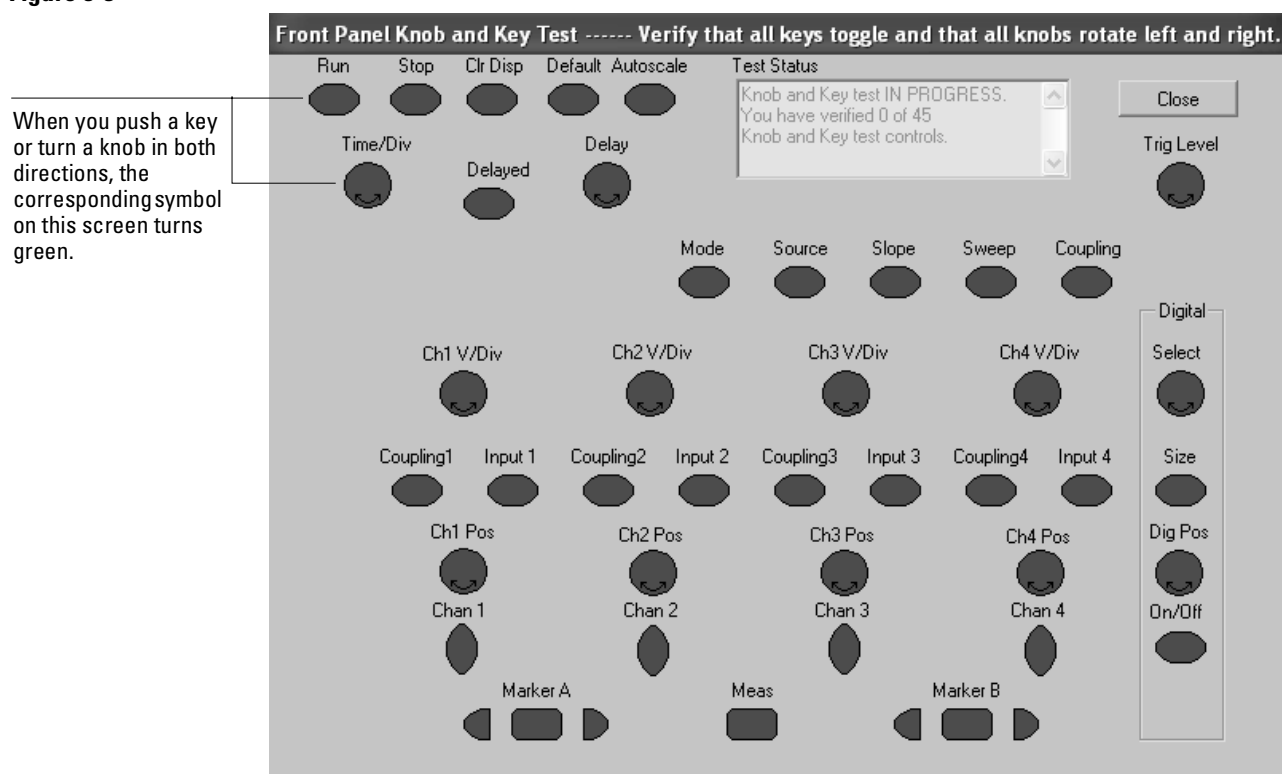 Front Panel Knob and Key Test ------ Verify that all keys toggle and that all knobs rotate left and right.
Run Stop Clr Disp Default Autoscale Test Status
Knob and Key test IN PROGRESS.
You have verified 0 of 45
Knob and Key test controls.
Close
When you push a key
or turn a knob in both
directions, the
corresponding symbol
on this screen turns
green.
Time/Div Delayed Delay Trig Level
Mode Source Slope Sweep Coupling
Digital
Ch1 V/Div Ch2 V/Div Ch3 V/Div Ch4 V/Div Select
Coupling1 Input 1 Coupling2 Input 2 Coupling3 Input 3 Coupling4 Input 4 Size
Ch1 Pos Ch2 Pos Ch3 Pos Ch4 Pos Dig Pos
Chan 1 Chan 2 Chan 3 Chan 4 On/Off
Marker A Meas Marker B